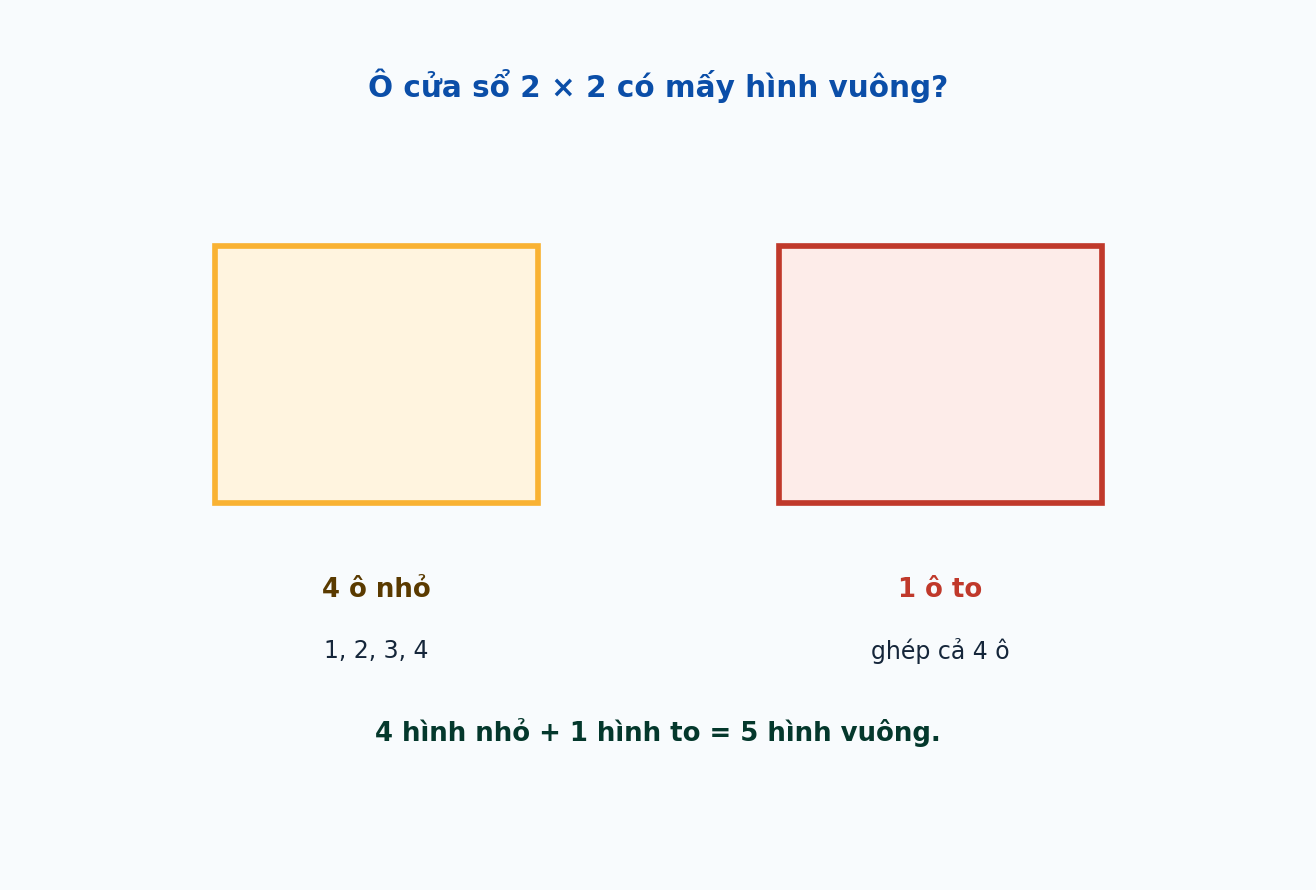 Ô cửa sổ 2 × 2 có mấy hình vuông?
4 ô nhỏ
1, 2, 3, 4
1 ô to
ghép cả 4 ô
4 hình nhỏ + 1 hình to = 5 hình vuông.